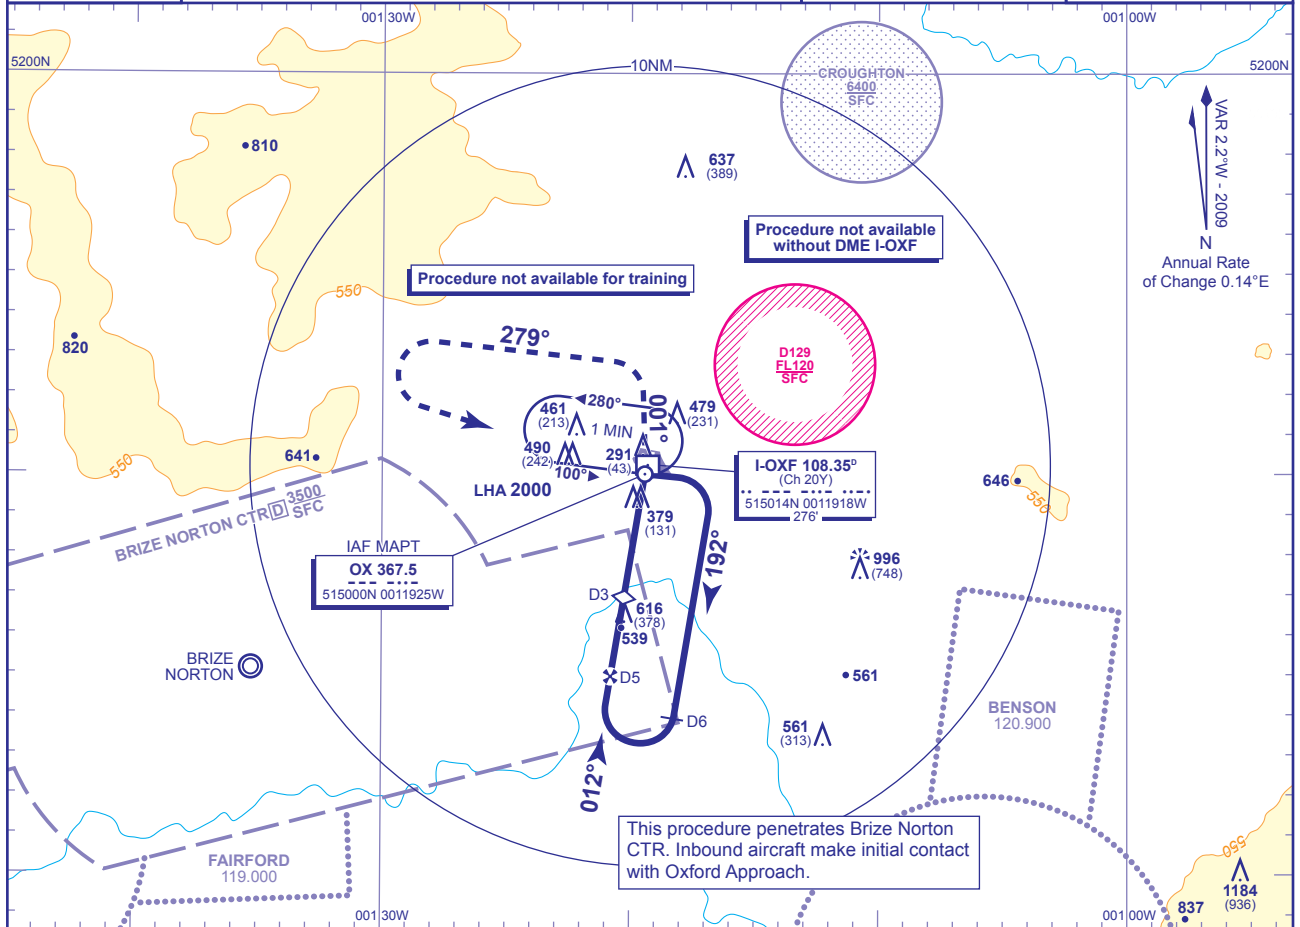 001°30'W
001°00'W
5200N
5200N
10NM
CROUGHTON
6400
SFC
VAR 2.2°W - 2009
N
Annual Rate
of Change 0.14°E
810
637
(389)
Procedure not available
without DME I-OXF
Procedure not available for training
550
820
279°
D129
FL120
SFC
001°
280°
461
(213)
479
(231)
1 MIN
490
(242)
291
(43)
100°
LHA 2000
641
550
I-OXF 108.35ᴰ
(Ch 20Y)
515014N 0011918W
276'
646
550
BRIZE NORTON CTR D 3500
SFC
379
(131)
IAF MAPT
OX 367.5
515000N 0011925W
192°
996
(748)
D3
616
(378)
539
BRIZE
NORTON
D5
561
D6
BENSON
120.900
561
(313)
012°
This procedure penetrates Brize Norton
CTR. Inbound aircraft make initial contact
with Oxford Approach.
FAIRFORD
119.000
550
1184
(936)
837
001°30'W
001°00'W